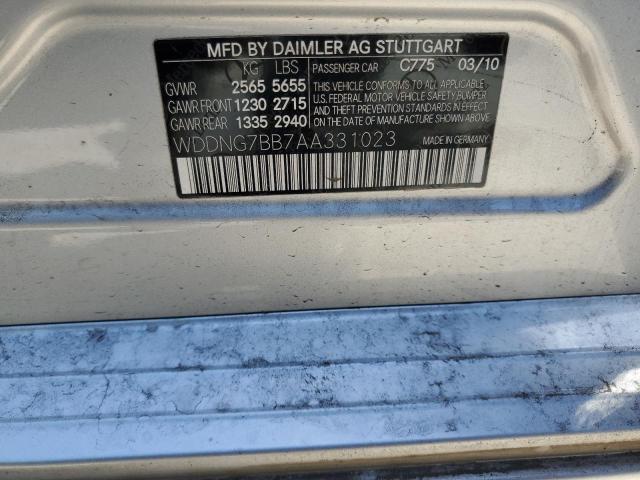 MFD BY DAIMLER AG STUTTGART
KG LBS PASSENGER CAR C775 03/10
GVWR 2565 5655
GAWR FRONT 1230 2715
GAWR REAR 1335 2940
THIS VEHICLE CONFORMS TO ALL APPLICABLE
U.S. FEDERAL MOTOR VEHICLE SAFETY, BUMPER
AND THEFT PREVENTION STANDARDS IN EFFECT
ON THE DATE OF MANUFACTURE SHOWN ABOVE.
WDDNG7BB7AA331023 MADE IN GERMANY